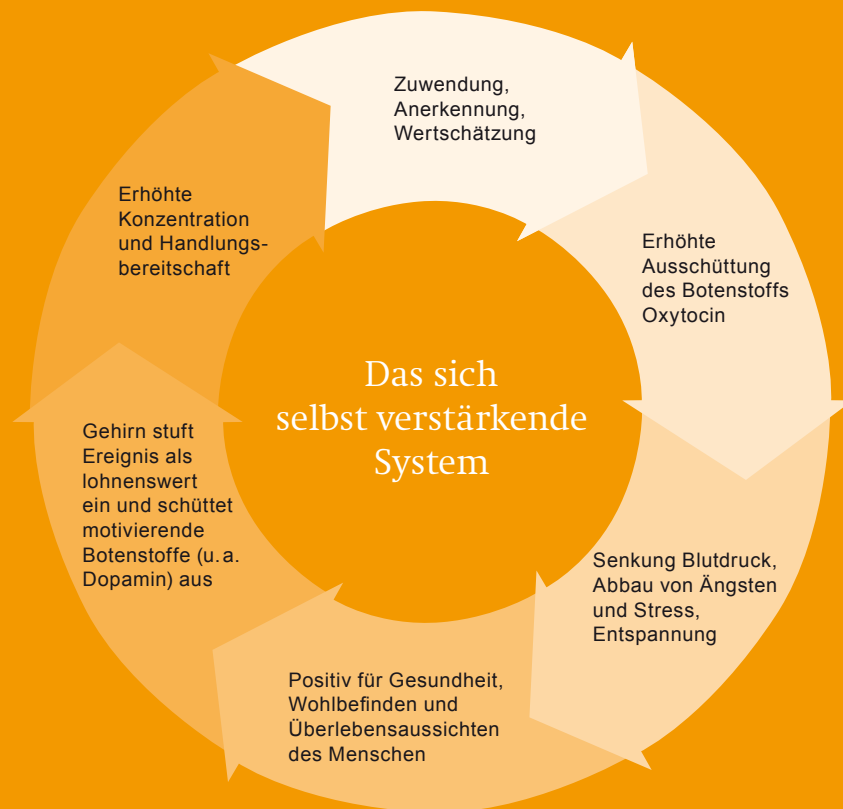 Zuwendung,
Anerkennung,
Wertschätzung
Erhöhte
Ausschüttung
des Botenstoffs
Oxytocin
Senkung Blutdruck,
Abbau von Ängsten
und Stress,
Entspannung
Positiv für Gesundheit,
Wohlbefinden und
Überlebensaussichten
des Menschen
Gehirn stuft
Ereignis als
lohnenswert
ein und schüttet
motivierende
Botenstoffe (u. a.
Dopamin) aus
Erhöhte
Konzentration
und Handlungs-
bereitschaft
Das sich
selbst verstärkende
System